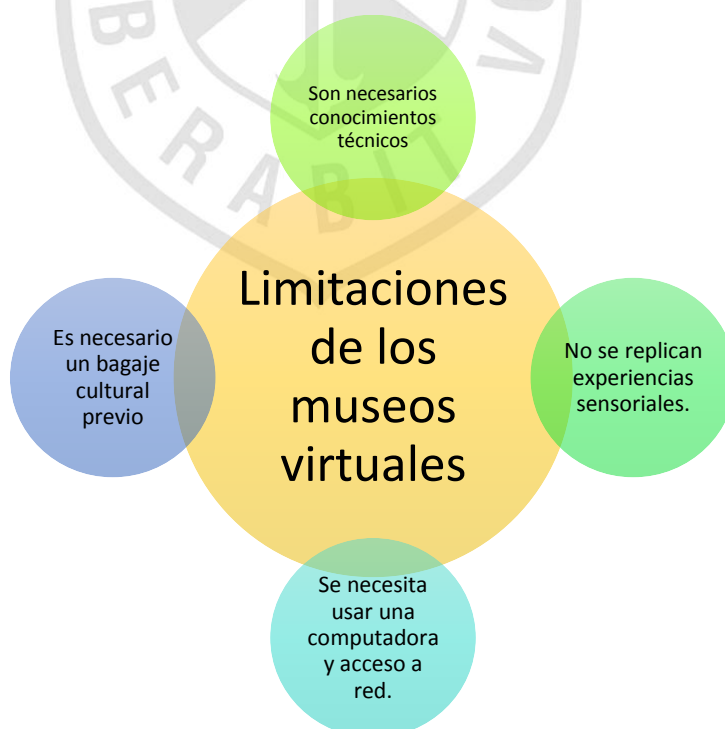 Son necesarios
conocimientos
técnicos
Limitaciones
de los
museos
virtuales
Es necesario
un bagaje
cultural
previo
No se replican
experiencias
sensoriales.
Se necesita
usar una
computadora
y acceso a
red.
BERABIT